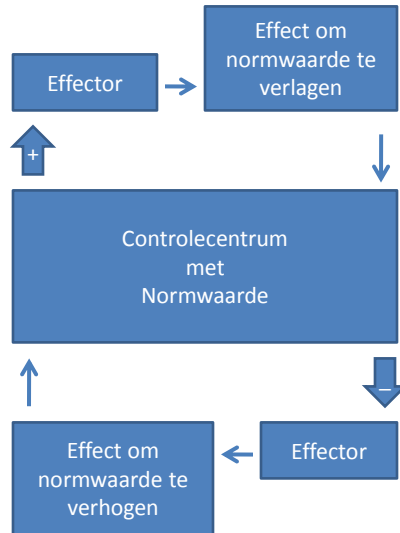 Effector
Effect om
normwaarde te
verlagen
+
Controlecentrum
met
Normwaarde
–
Effect om
normwaarde te
verhogen
Effector